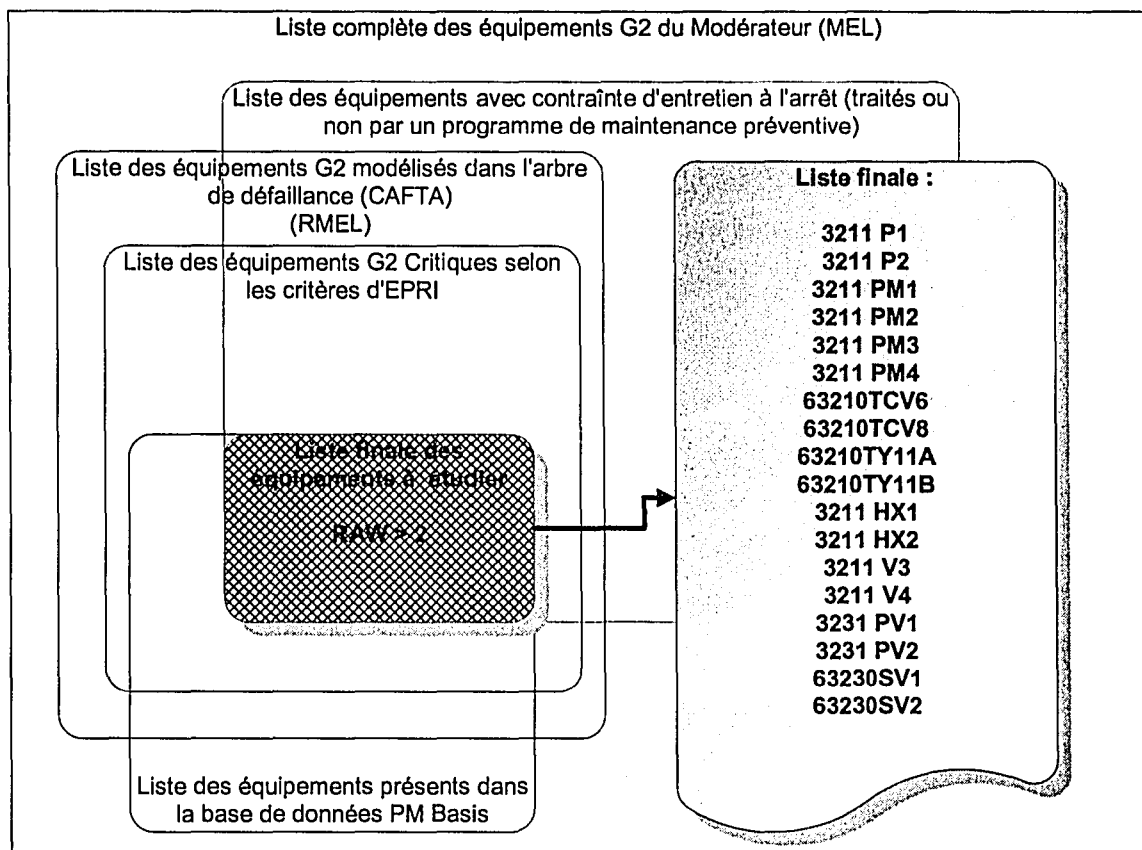 Liste complète des équipements G2 du Modérateur (MEL)
Liste des équipements avec contraînte d'entretien à l'arrêt (traités ou
non par un programme de maintenance préventive)
Liste des équipements G2 modélisés dans l'arbre
de défaillance (CAFTA)
(RMEL)
Liste des équipements G2 Critiques selon
les critères d'EPRI
Liste finale des
équipements à étudier
RAW >
Liste des équipements présents dans
la base de données PM Basis
Liste finale :
3211 P1
3211 P2
3211 PM1
3211 PM2
3211 PM3
3211 PM4
63210TCV6
63210TCV8
63210TY11A
63210TY11B
3211 HX1
3211 HX2
3211 V3
3211 V4
3231 PV1
3231 PV2
63230SV1
63230SV2